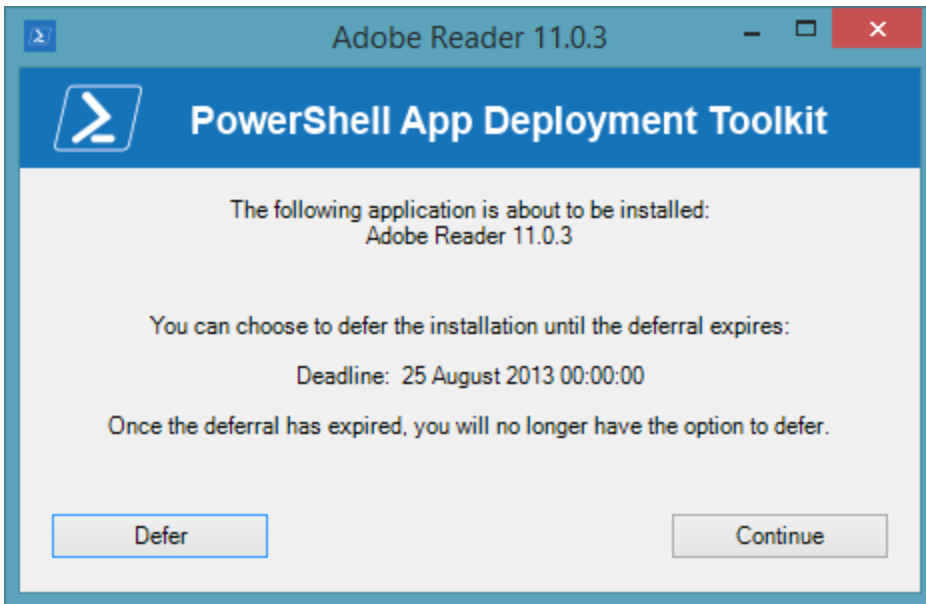 Adobe Reader 11.0.3
PowerShell App Deployment Toolkit
The following application is about to be installed:
Adobe Reader 11.0.3
You can choose to defer the installation until the deferral expires:
Deadline:  25 August 2013 00:00:00
Once the deferral has expired, you will no longer have the option to defer.
Defer
Continue